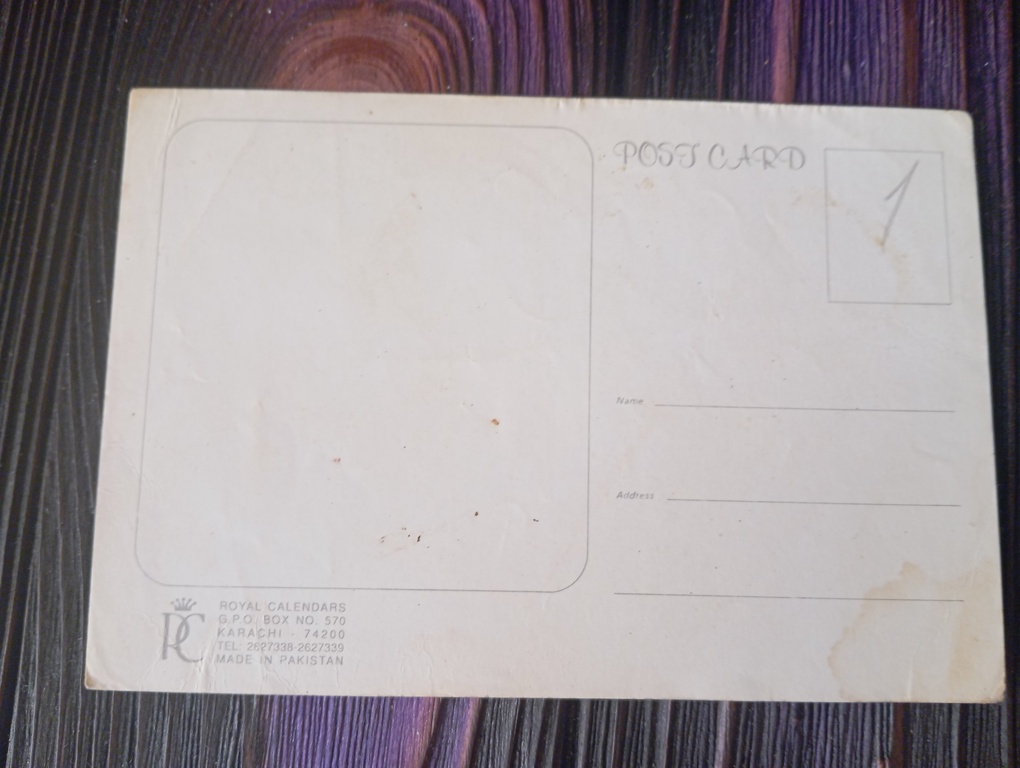 POST CARD
1
Name
Address
RC
ROYAL CALENDARS
G.P.O. BOX NO. 570
KARACHI - 74200
TEL: 2627338-2627339
MADE IN PAKISTAN